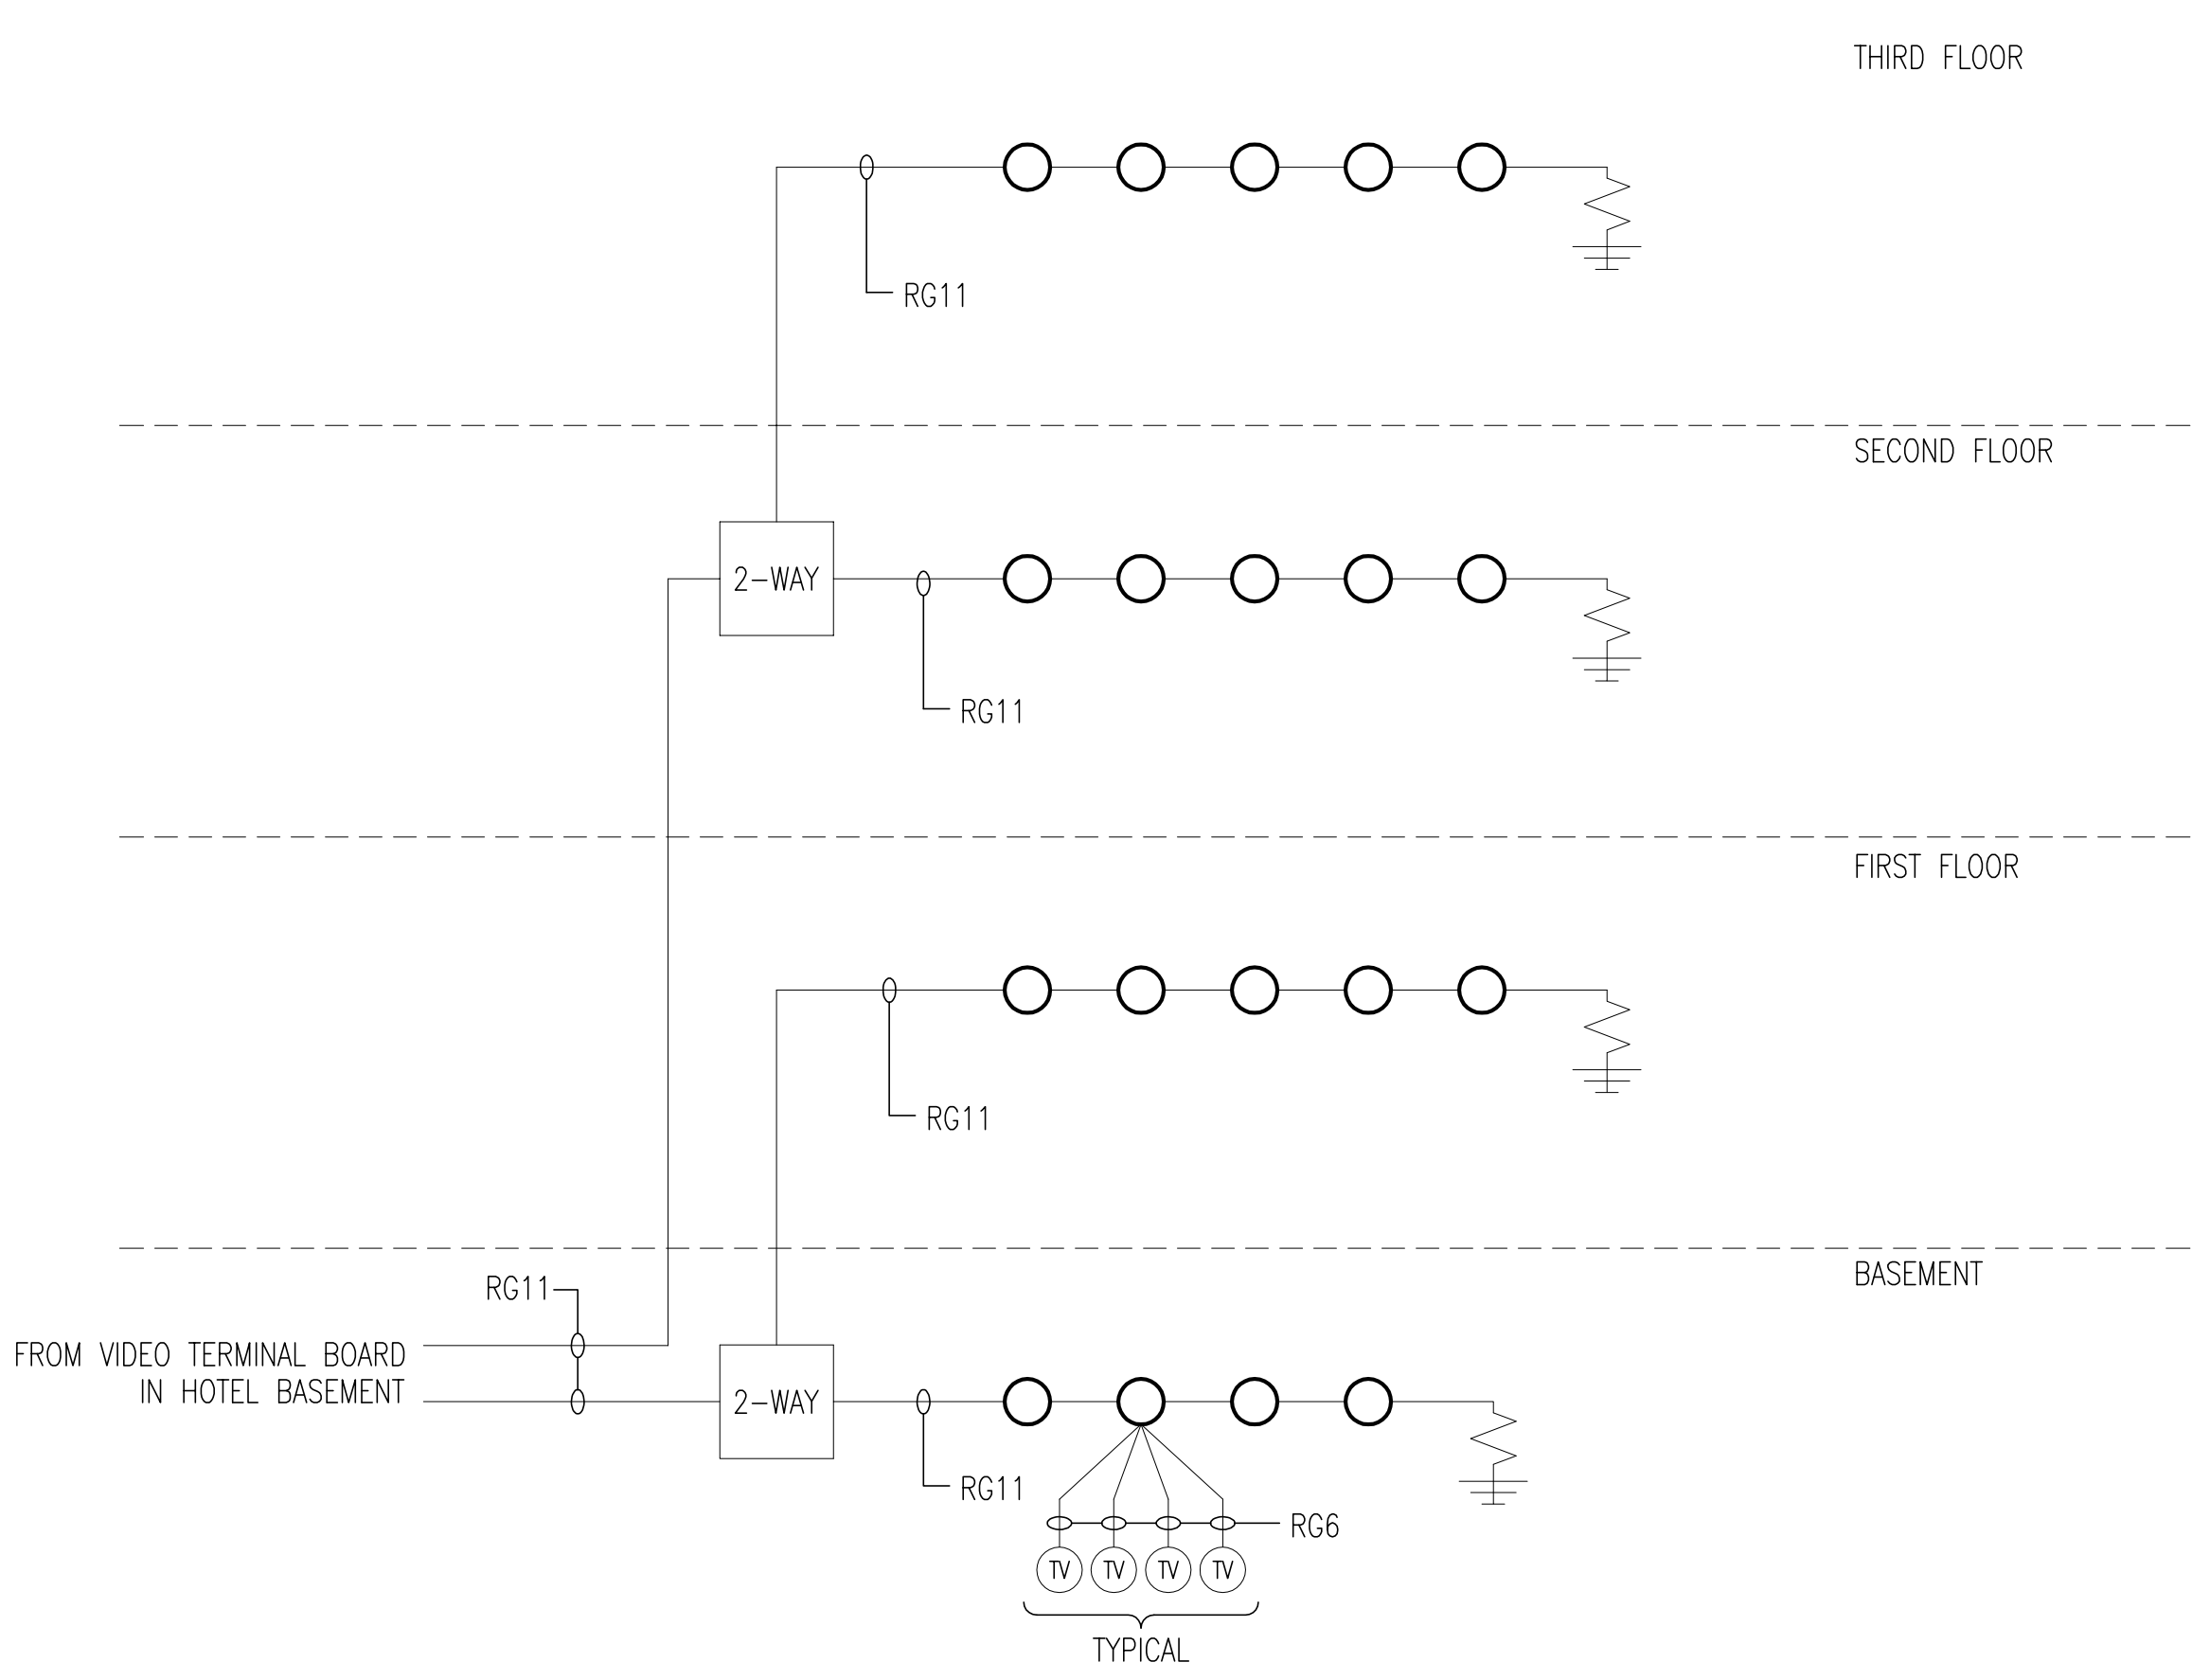 THIRD FLOOR
RG11
SECOND FLOOR
2-WAY
RG11
FIRST FLOOR
RG11
BASEMENT
RG11
FROM VIDEO TERMINAL BOARD
IN HOTEL BASEMENT
2-WAY
RG11
RG6
TV TV TV TV
TYPICAL